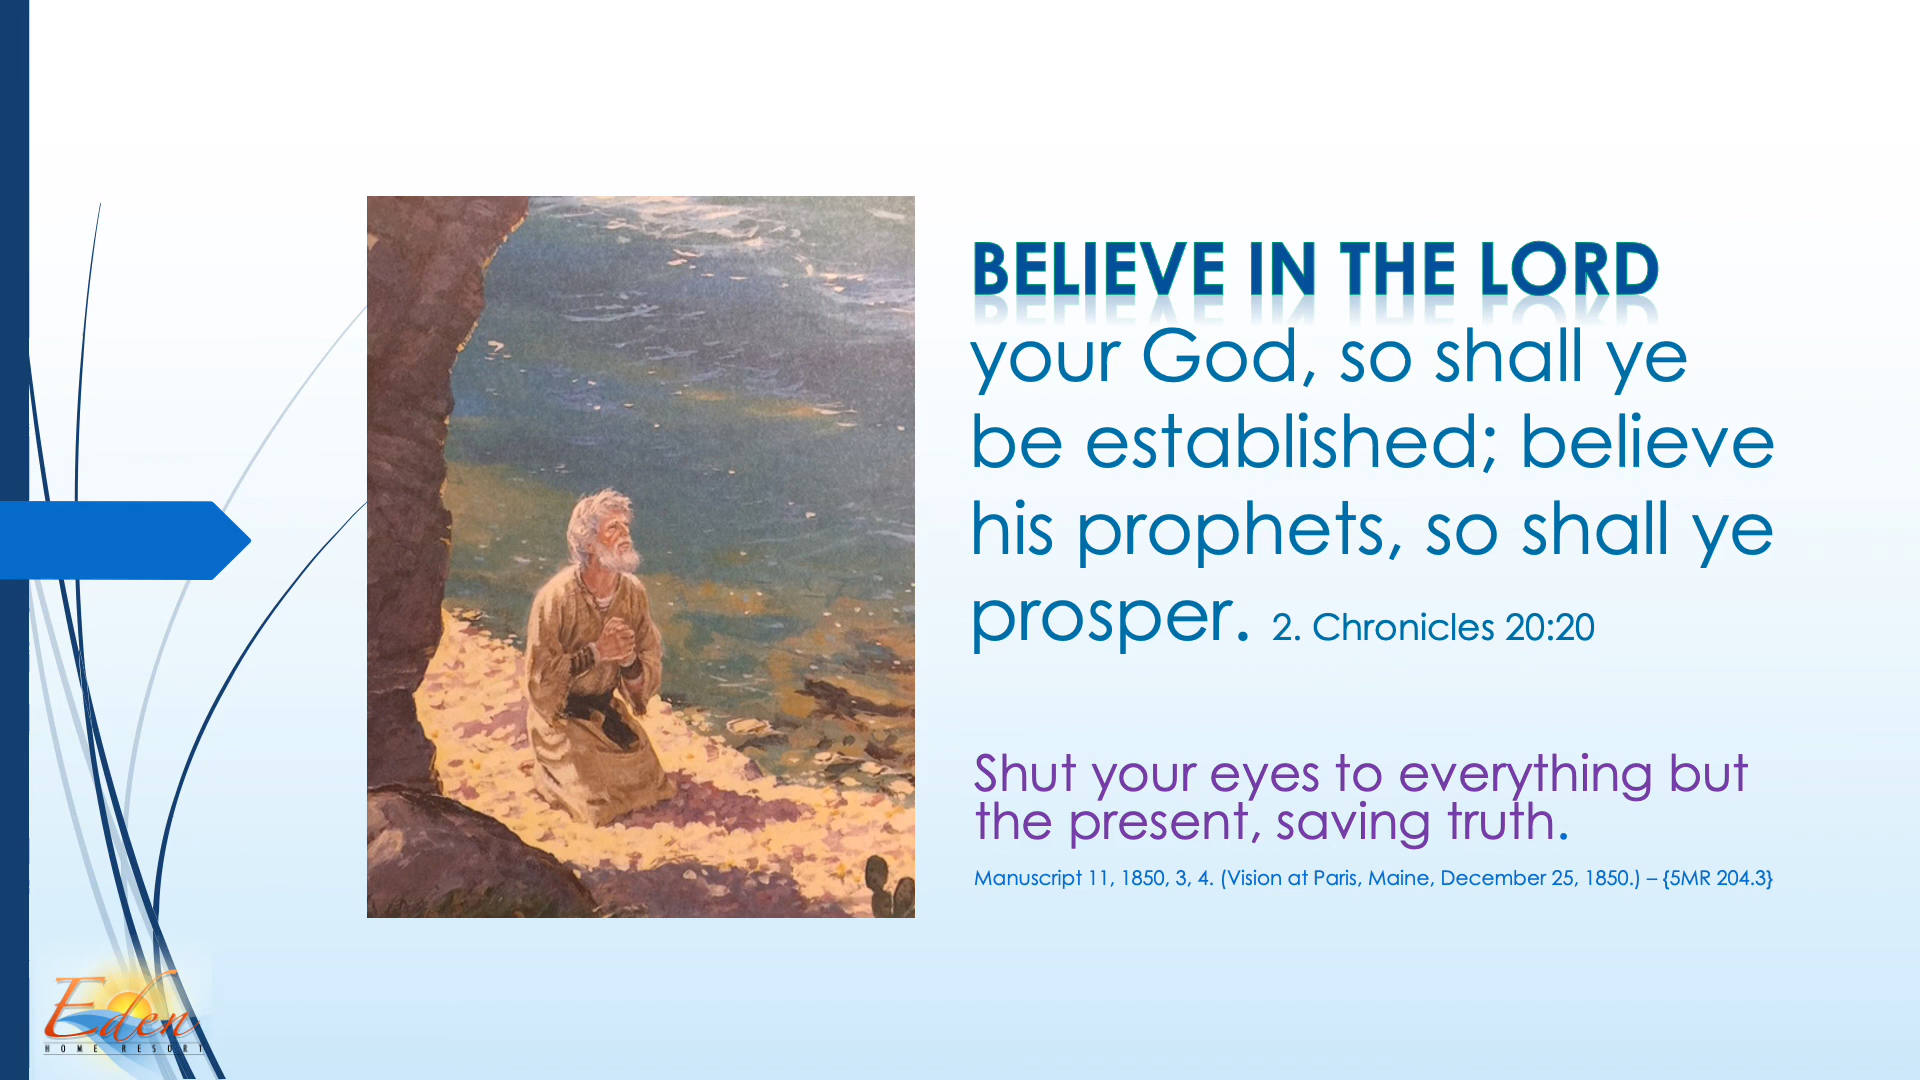 BELIEVE IN THE LORD
your God, so shall ye
be established; believe
his prophets, so shall ye
prosper. 2. Chronicles 20:20
Shut your eyes to everything but
the present, saving truth.
Manuscript 11, 1850, 3, 4. (Vision at Paris, Maine, December 25, 1850.) – {5MR 204.3}
Eden
HOME RESORT